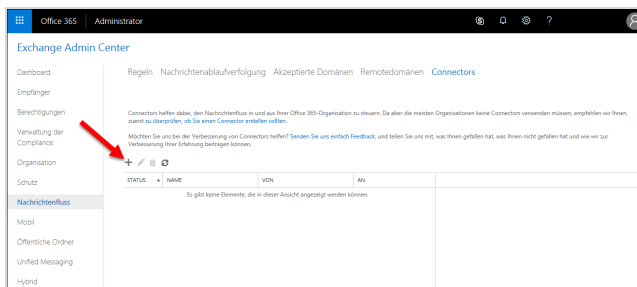 Office 365 Administrator
?
Exchange Admin Center
Dashboard
Empfänger
Berechtigungen
Verwaltung der
Compliance
Organisation
Schutz
Nachrichtenfluss
Mobil
Öffentliche Ordner
Unified Messaging
Hybrid
Regeln Nachrichtenablaufverfolgung Akzeptierte Domänen Remotedomänen Connectors
Connectors helfen dabei, den Nachrichtenfluss in und aus Ihrer Office 365-Organisation zu steuern. Da aber die meisten Organisationen keine Connectors verwenden müssen, empfehlen wir Ihnen,
zuerst zu überprüfen, ob Sie einen Connector erstellen sollten.
Möchten Sie uns bei der Verbesserung von Connectors helfen? Senden Sie uns einfach Feedback, und teilen Sie uns mit, was Ihnen gefallen hat, was Ihnen nicht gefallen hat und wie wir zur
Verbesserung Ihrer Erfahrung beitragen können.
STATUS NAME VON AN
Es gibt keine Elemente, die in dieser Ansicht angezeigt werden können.